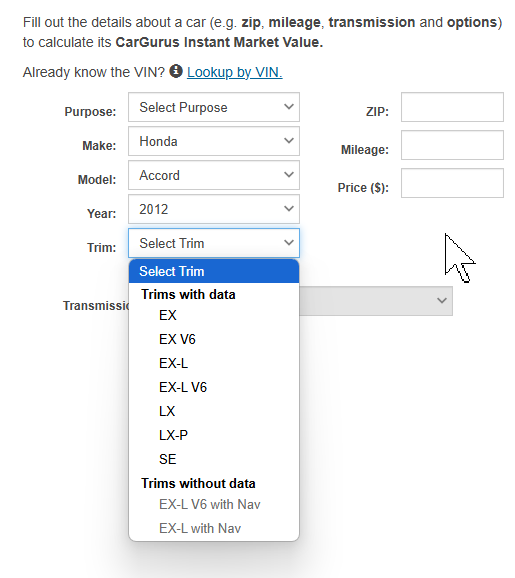 Fill out the details about a car (e.g. zip, mileage, transmission and options)
to calculate its CarGurus Instant Market Value.
Already know the VIN? Lookup by VIN.
Purpose: Select Purpose
ZIP:
Make: Honda
Mileage:
Model: Accord
Price ($):
Year: 2012
Trim: Select Trim
Select Trim
Trims with data
Transmissi
EX
EX V6
EX-L
EX-L V6
LX
LX-P
SE
Trims without data
EX-L V6 with Nav
EX-L with Nav